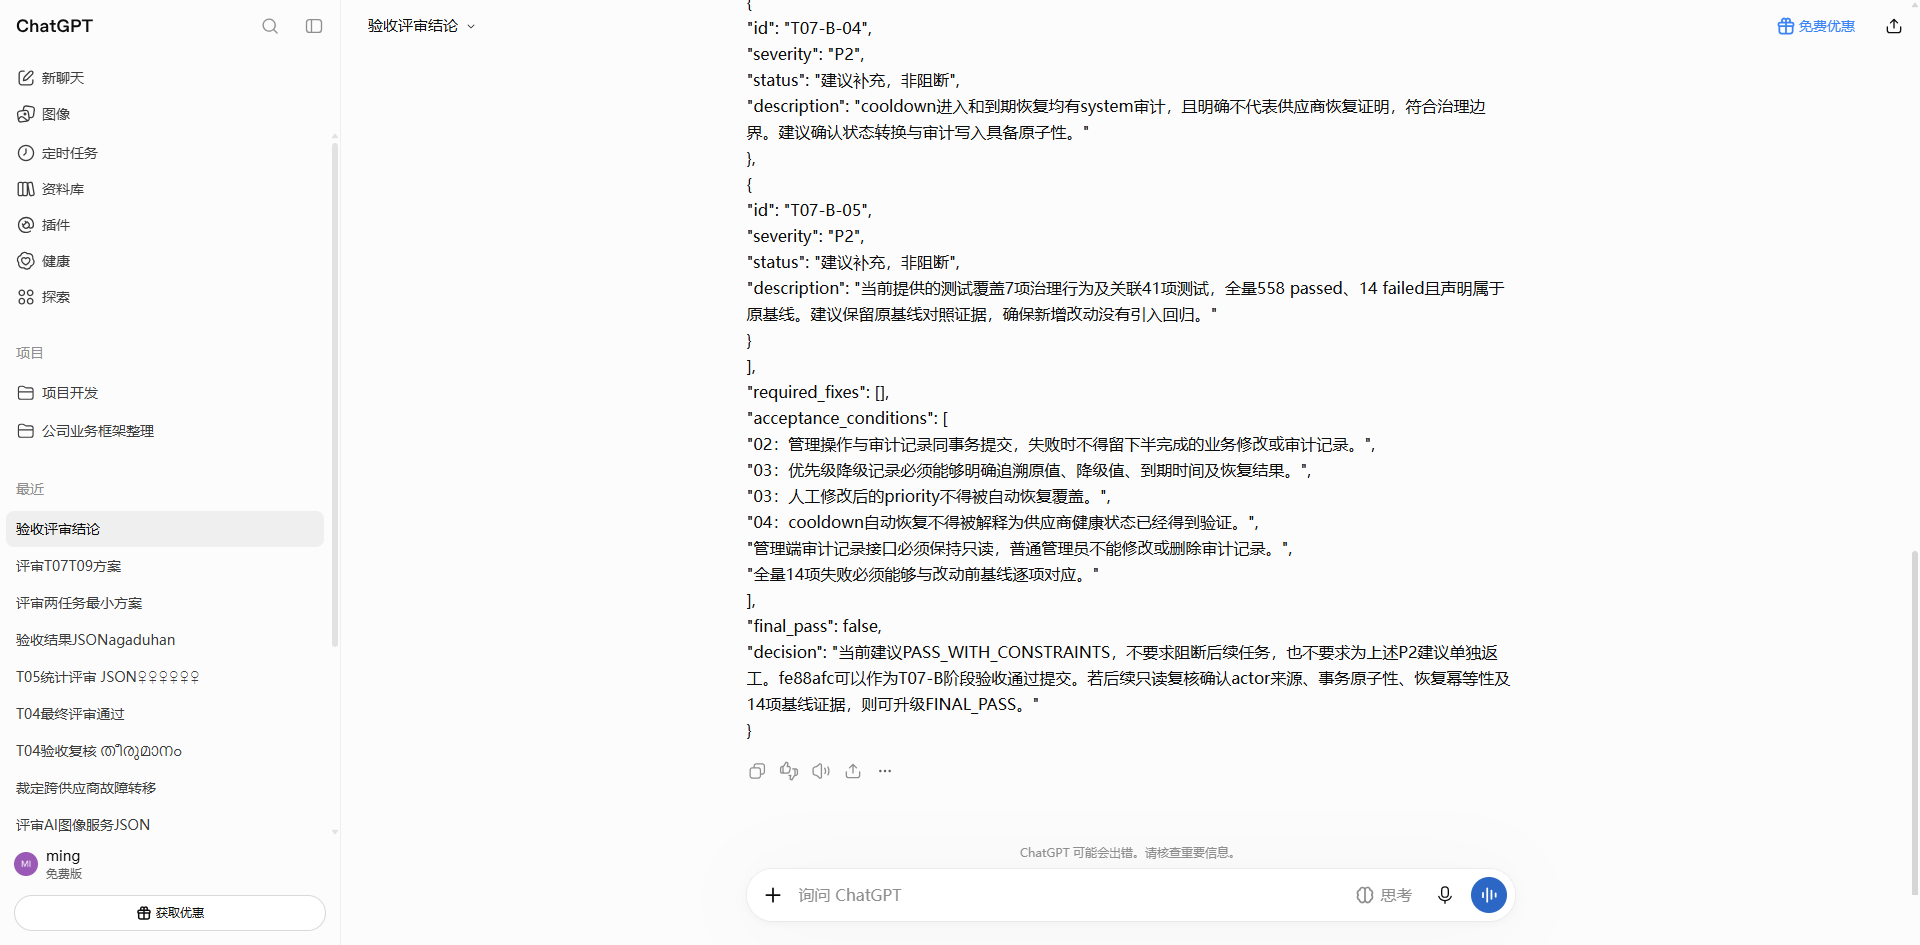 ChatGPT
新聊天
图像
定时任务
资料库
插件
健康
探索
项目
项目开发
公司业务框架整理
最近
验收评审结论
评审T07T09方案
评审两任务最小方案
验收结果JSONagaduhan
T05统计评审 JSON♀♀♀♀♀♀
T04最终评审通过
T04验收复核 തീരുമാനം
裁定跨供应商故障转移
评审AI图像服务JSON
MI
ming
免费版
获取优惠
验收评审结论
免费优惠
{
"id": "T07-B-04",
"severity": "P2",
"status": "建议补充，非阻断",
"description": "cooldown进入和到期恢复均有system审计，且明确不代表供应商恢复证明，符合治理边
界。建议确认状态转换与审计写入具备原子性。"
},
{
"id": "T07-B-05",
"severity": "P2",
"status": "建议补充，非阻断",
"description": "当前提供的测试覆盖7项治理行为及关联41项测试，全量558 passed、14 failed且声明属于
原基线。建议保留原基线对照证据，确保新增改动没有引入回归。"
}
],
"required_fixes": [],
"acceptance_conditions": [
"02：管理操作与审计记录同事务提交，失败时不得留下半完成的业务修改或审计记录。",
"03：优先级降级记录必须能够明确追溯原值、降级值、到期时间及恢复结果。",
"03：人工修改后的priority不得被自动恢复覆盖。",
"04：cooldown自动恢复不得被解释为供应商健康状态已经得到验证。",
"管理端审计记录接口必须保持只读，普通管理员不能修改或删除审计记录。",
"全量14项失败必须能够与改动前基线逐项对应。"
],
"final_pass": false,
"decision": "当前建议PASS_WITH_CONSTRAINTS，不要求阻断后续任务，也不要求为上述P2建议单独返
工。fe88afc可以作为T07-B阶段验收通过提交。若后续只读复核确认actor来源、事务原子性、恢复幂等性及
14项基线证据，则可升级FINAL_PASS。"
}
ChatGPT 可能会出错。请核查重要信息。
询问 ChatGPT
思考